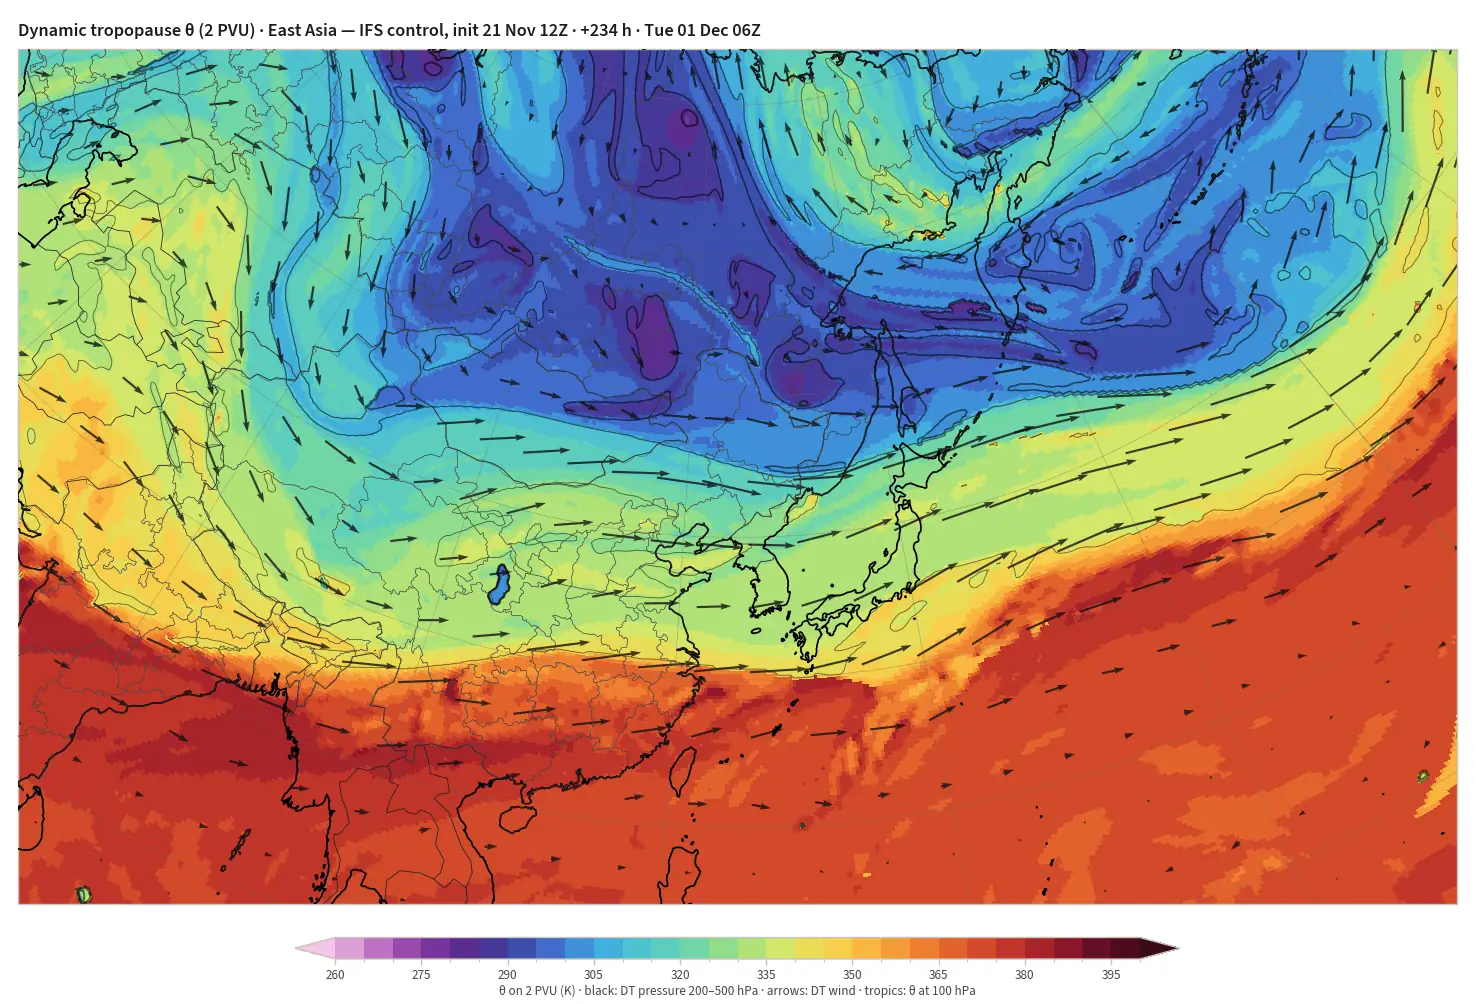 Dynamic tropopause θ (2 PVU) · East Asia — IFS control, init 21 Nov 12Z · +234 h · Tue 01 Dec 06Z
260 275 290 305 320 335 350 365 380 395
θ on 2 PVU (K) · black: DT pressure 200–500 hPa · arrows: DT wind · tropics: θ at 100 hPa